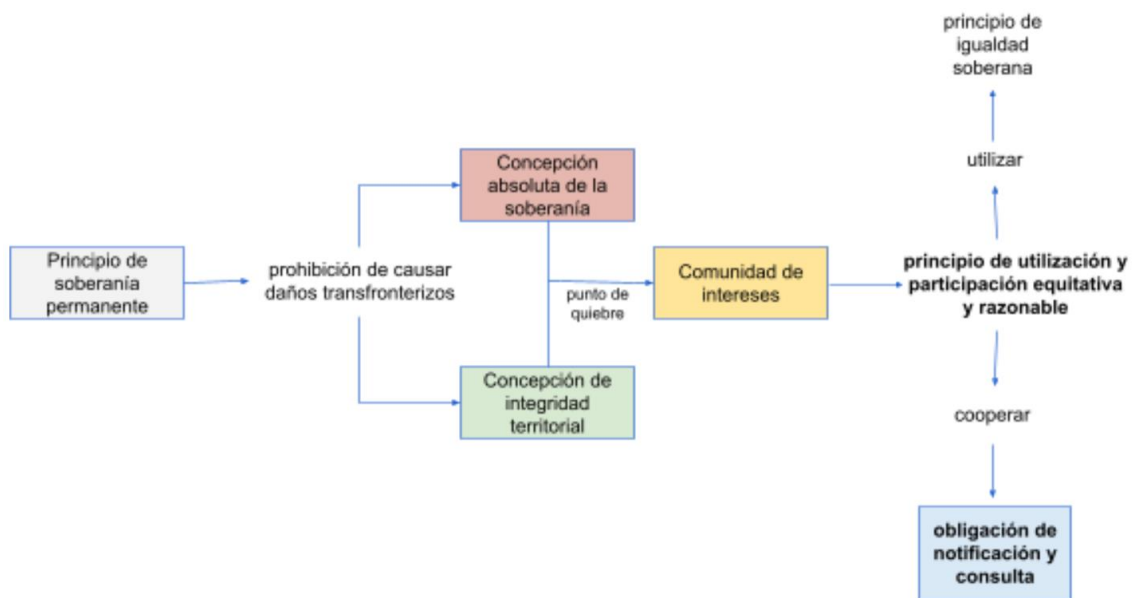 Principio de
soberanía
permanente
prohibición de causar
daños transfronterizos
Concepción
absoluta de la
soberanía
Concepción de
integridad
territorial
punto de
quiebre
Comunidad de
intereses
principio de
igualdad
soberana
utilizar
principio de utilización y
participación equitativa
y razonable
cooperar
obligación de
notificación y
consulta